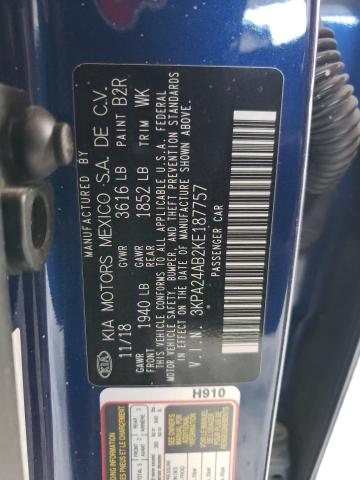 MANUFACTURED BY
KIA KIA MOTORS MEXICO S.A. DE C.V.
11/18 GVWR 3616 LB PAINT B2R
GAWR FRONT 1940 LB GAWR REAR 1852 LB TRIM WK
THIS VEHICLE CONFORMS TO ALL APPLICABLE U.S.A. FEDERAL
MOTOR VEHICLE SAFETY, BUMPER, AND THEFT PREVENTION STANDARDS
IN EFFECT ON THE DATE OF MANUFACTURE SHOWN ABOVE.
V.I.N. 3KPA24AB2KE187757
PASSENGER CAR
H910